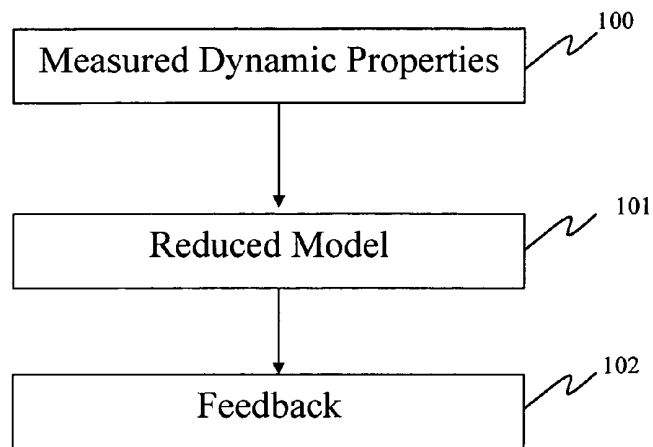 100
Measured Dynamic Properties
101
Reduced Model
102
Feedback